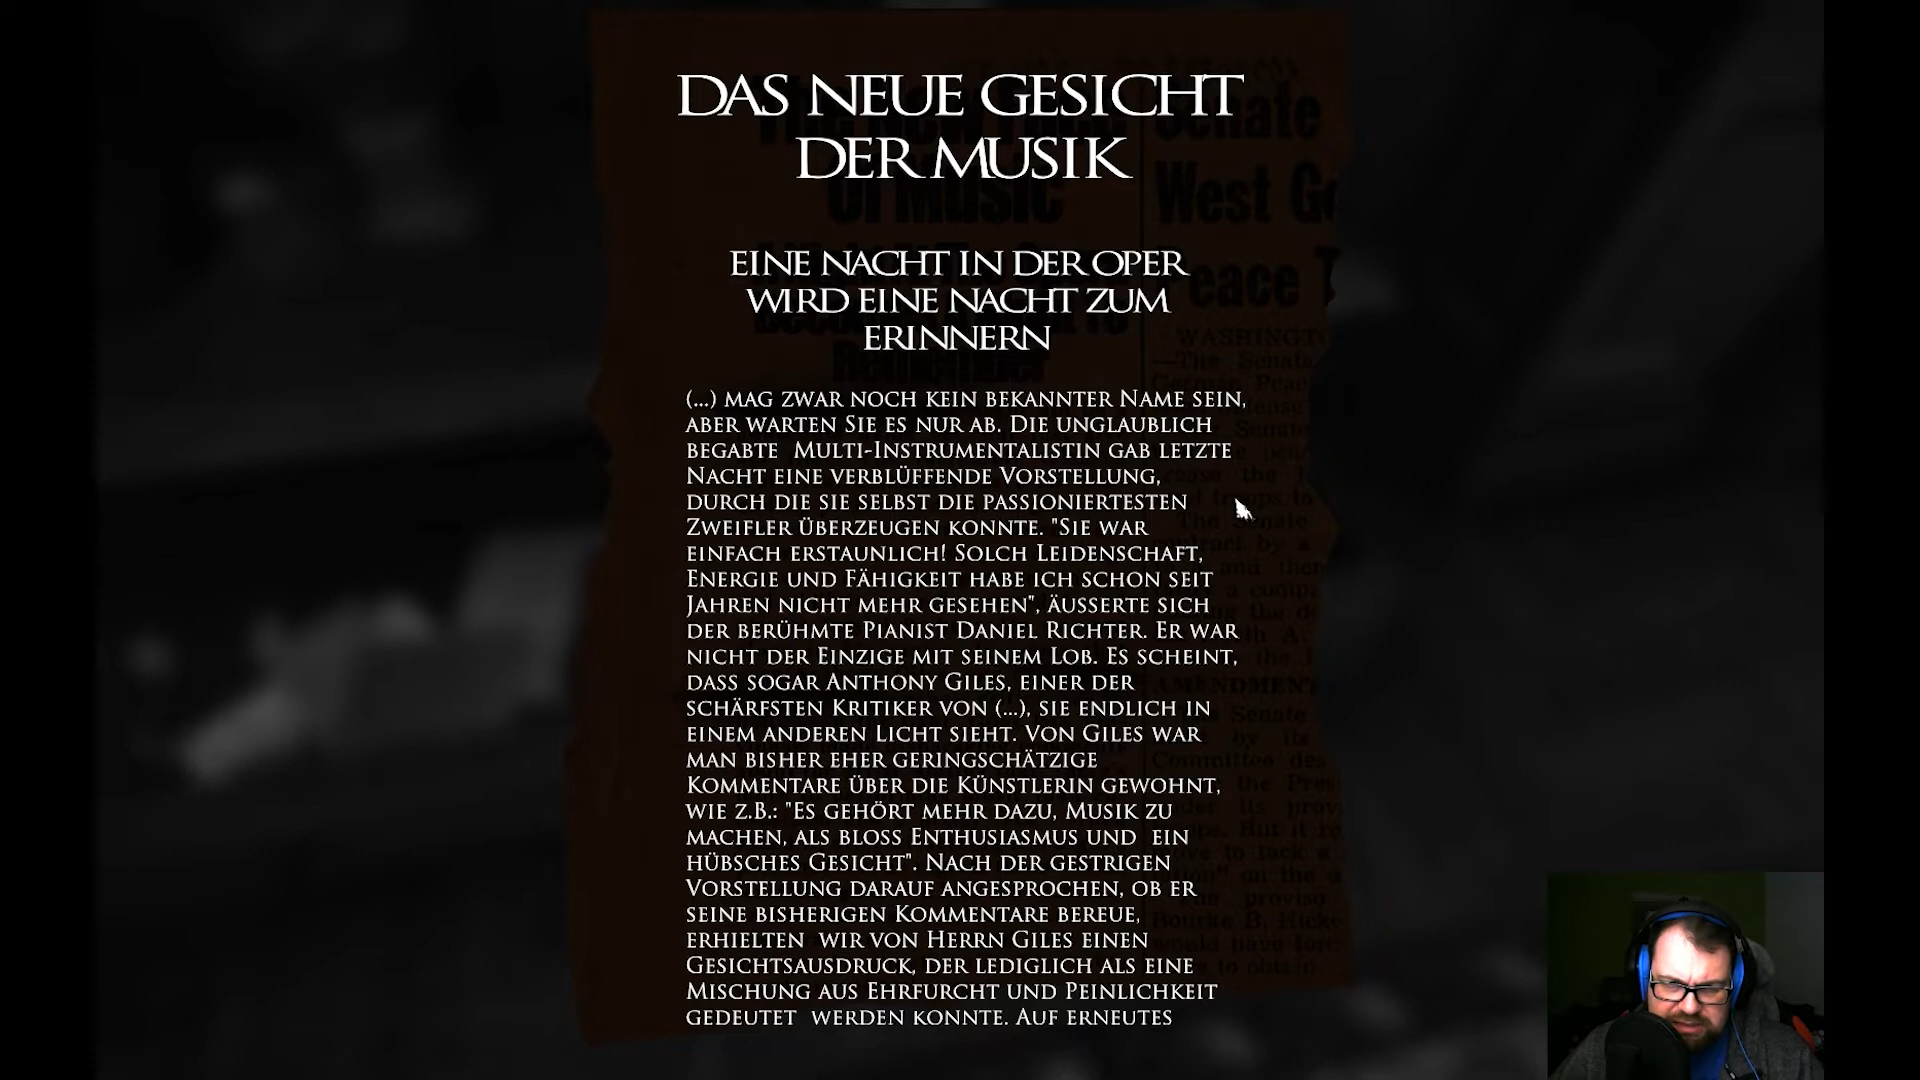 DAS NEUE GESICHT
DER MUSIK
EINE NACHT IN DER OPER
WIRD EINE NACHT ZUM
ERINNERN
(...) MAG ZWAR NOCH KEIN BEKANNTER NAME SEIN,
ABER WARTEN SIE ES NUR AB. DIE UNGLAUBLICH
BEGABTE MULTI-INSTRUMENTALISTIN GAB LETZTE
NACHT EINE VERBLÜFFENDE VORSTELLUNG,
DURCH DIE SIE SELBST DIE PASSIONIERTESTEN
ZWEIFLER ÜBERZEUGEN KONNTE. "SIE WAR
EINFACH ERSTAUNLICH! SOLCH LEIDENSCHAFT,
ENERGIE UND FÄHIGKEIT HABE ICH SCHON SEIT
JAHREN NICHT MEHR GESEHEN", ÄUSSERTE SICH
DER BERÜHMTE PIANIST DANIEL RICHTER. ER WAR
NICHT DER EINZIGE MIT SEINEM LOB. ES SCHEINT,
DASS SOGAR ANTHONY GILES, EINER DER
SCHÄRFSTEN KRITIKER VON (...), SIE ENDLICH IN
EINEM ANDEREN LICHT SIEHT. VON GILES WAR
MAN BISHER EHER GERINGSCHÄTZIGE
KOMMENTARE ÜBER DIE KÜNSTLERIN GEWOHNT,
WIE Z.B.: "ES GEHÖRT MEHR DAZU, MUSIK ZU
MACHEN, ALS BLOSS ENTHUSIASMUS UND EIN
HÜBSCHES GESICHT". NACH DER GESTRIGEN
VORSTELLUNG DARAUF ANGESPROCHEN, OB ER
SEINE BISHERIGEN KOMMENTARE BEREUE,
ERHIELTEN WIR VON HERRN GILES EINEN
GESICHTSAUSDRUCK, DER LEDIGLICH ALS EINE
MISCHUNG AUS EHRFURCHT UND PEINLICHKEIT
GEDEUTET WERDEN KONNTE. AUF ERNEUTES
Senate
West
Peace